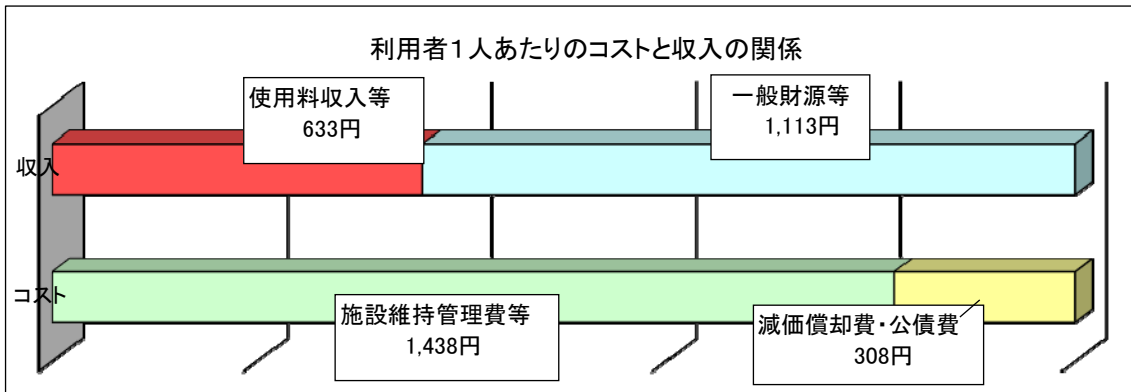 利用者1人あたりのコストと収入の関係
使用料収入等
633円
一般財源等
1,113円
収入
コスト
施設維持管理費等
1,438円
減価償却費・公債費
308円